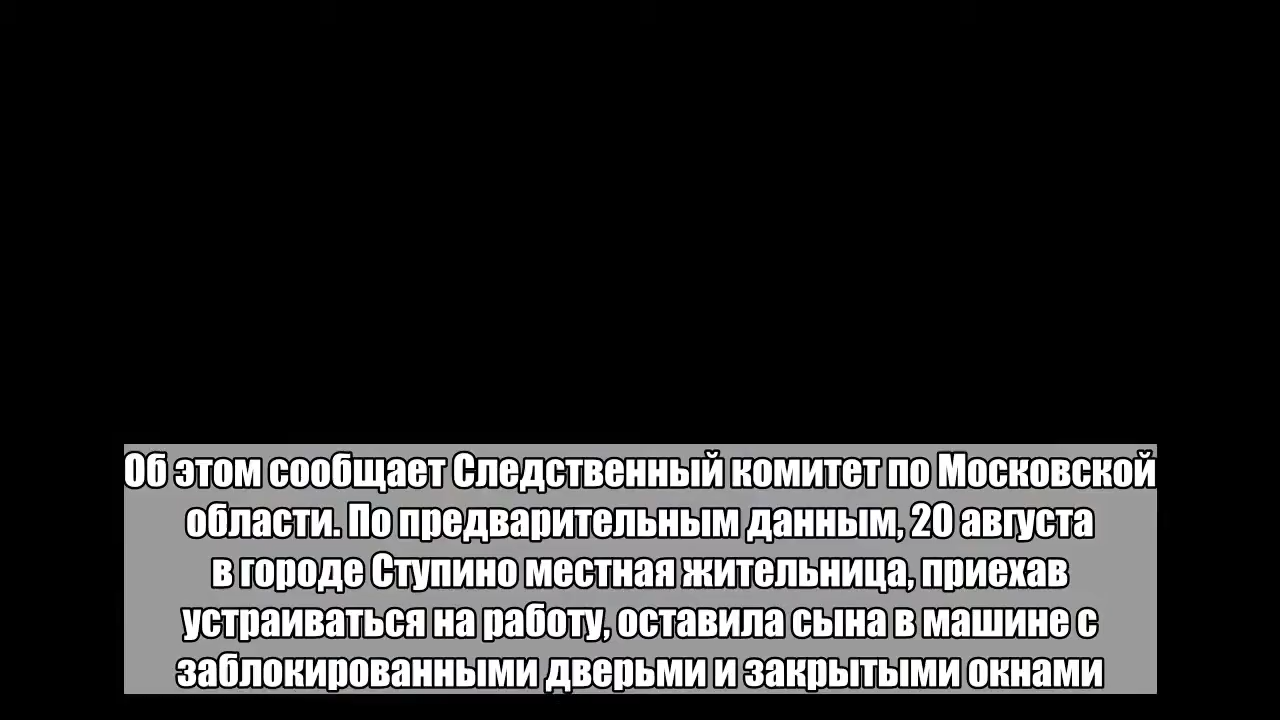 Об этом сообщает Следственный комитет по Московской
области. По предварительным данным, 20 августа
в городе Ступино местная жительница, приехав
устраиваться на работу, оставила сына в машине с
заблокированными дверьми и закрытыми окнами